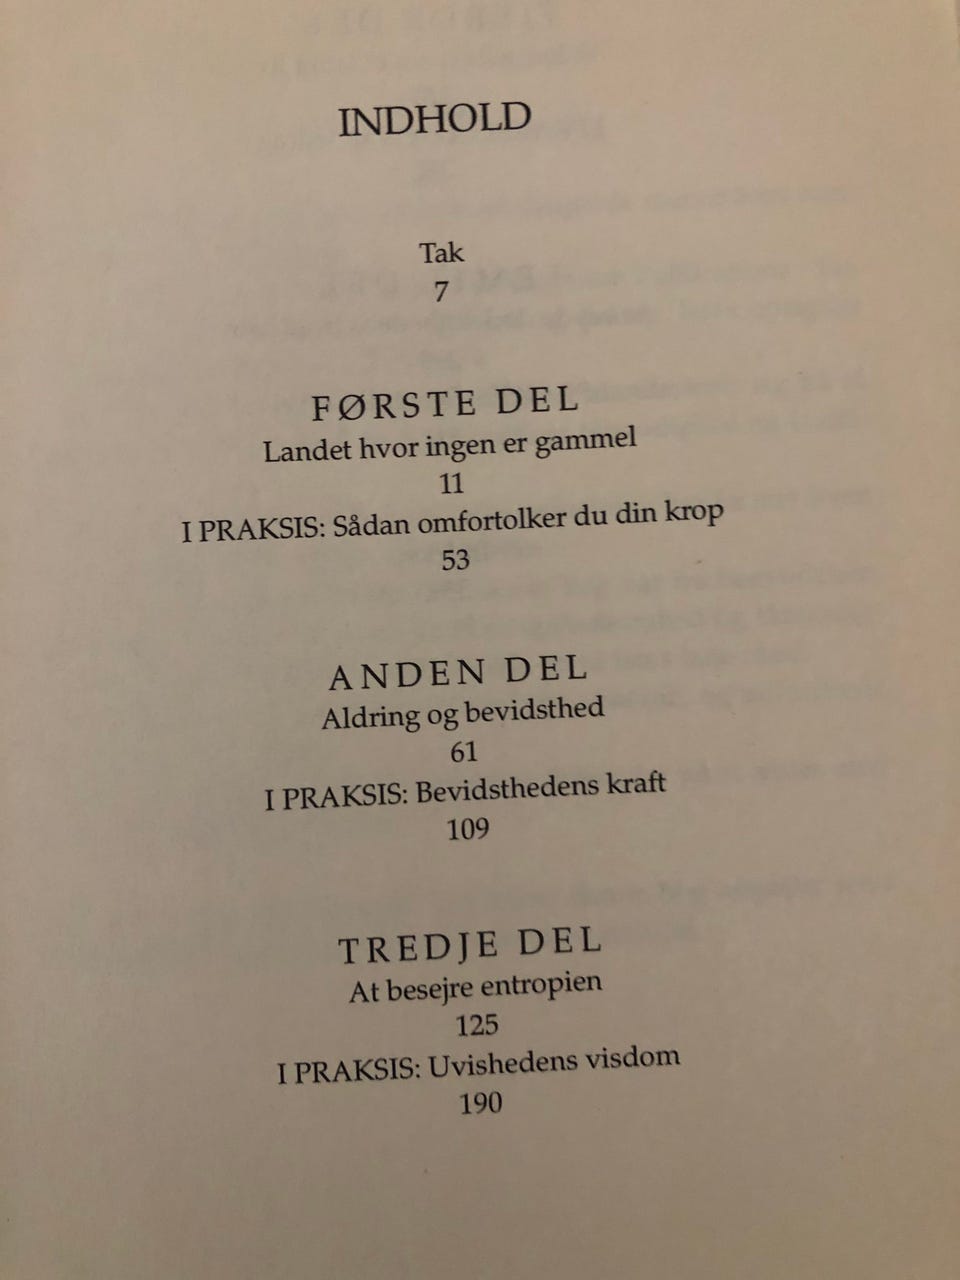 INDHOLD
Tak
7
FØRSTE DEL
Landet hvor ingen er gammel
11
I PRAKSIS: Sådan omfortolker du din krop
53
ANDEN DEL
Aldring og bevidsthed
61
I PRAKSIS: Bevidsthedens kraft
109
TREDJE DEL
At besejre entropien
125
I PRAKSIS: Uvishedens visdom
190